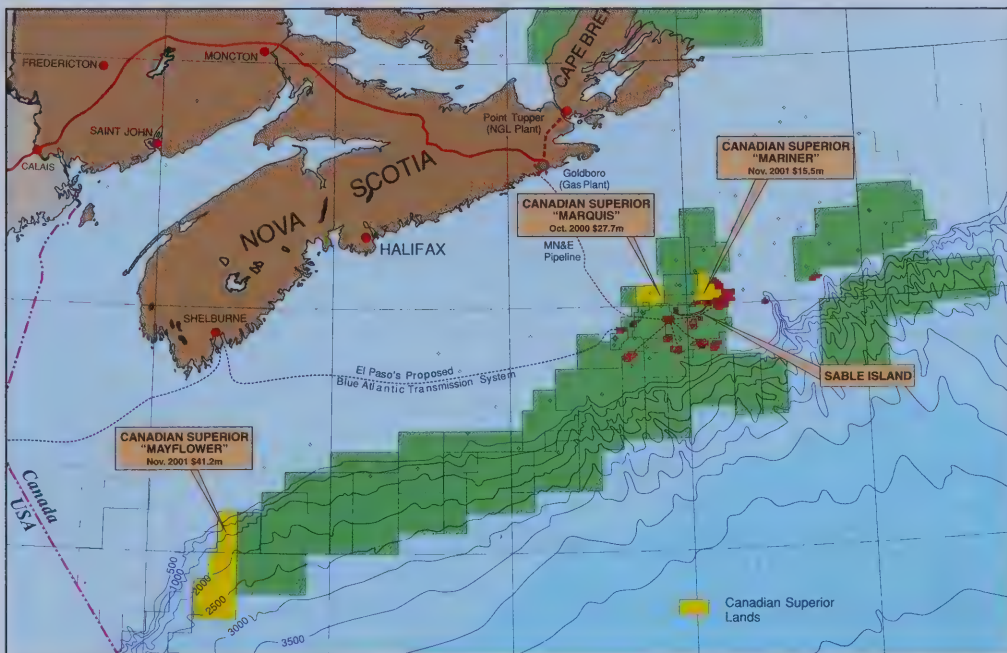 FREDERICTON
MONCTON
CAPE BRET
SAINT JOHN
CALAIS
Point Tupper
(NGL Plant)
NOVA SCOTIA
Goldboro
(Gas Plant)
CANADIAN SUPERIOR
"MARINER"
Nov. 2001 $15.5m
CANADIAN SUPERIOR
"MARQUIS"
Oct. 2000 $27.7m
MN&E
Pipeline
HALIFAX
SHELBURNE
El Paso's Proposed
Blue Atlantic Transmission System
SABLE ISLAND
CANADIAN SUPERIOR
"MAYFLOWER"
Nov. 2001 $41.2m
Canada
USA
500
1000
2000
2500
3000
3500
Canadian Superior
Lands